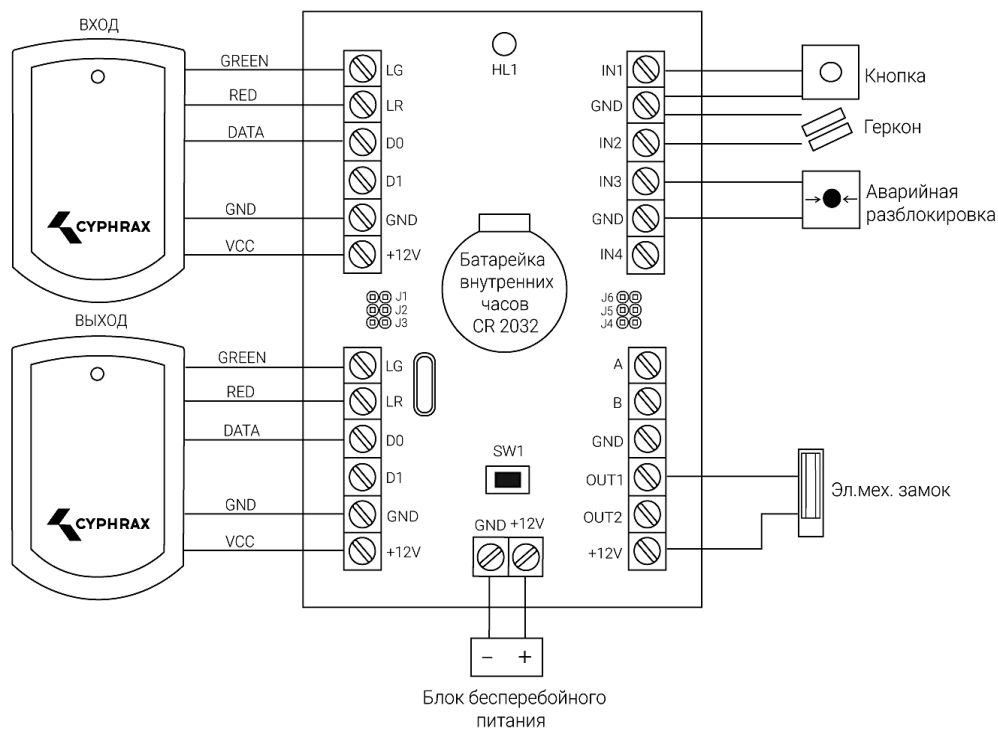 ВХОД
GREEN
RED
DATA
GND
VCC
CYPHRAX
LG
LR
D0
D1
GND
+12V
HL1
IN1
GND
IN2
IN3
GND
IN4
Кнопка
Геркон
Аварийная
разблокировка
Батарейка
внутренних
часов
CR 2032
J1
J2
J3
J6
J5
J4
ВЫХОД
GREEN
RED
DATA
GND
VCC
CYPHRAX
LG
LR
D0
D1
GND
+12V
SW1
GND +12V
A
B
GND
OUT1
OUT2
+12V
Эл.мех. замок
− +
Блок бесперебойного
питания